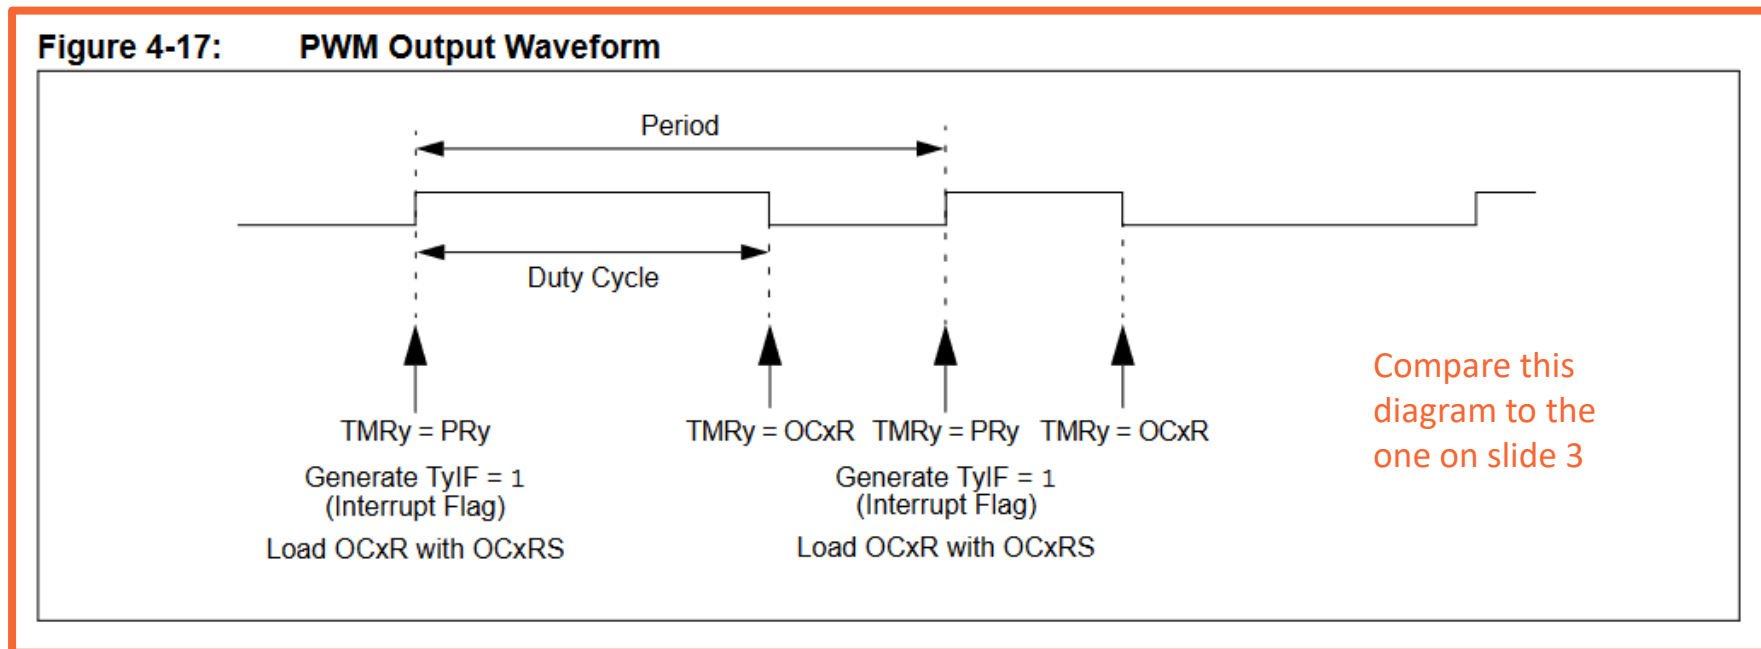 Figure 4-17: PWM Output Waveform
Period
Duty Cycle
TMRy = PRy
TMRy = OCxR
TMRy = PRy
TMRy = OCxR
Generate TyIF = 1
(Interrupt Flag)
Load OCxR with OCxRS
Generate TyIF = 1
(Interrupt Flag)
Load OCxR with OCxRS
Compare this
diagram to the
one on slide 3